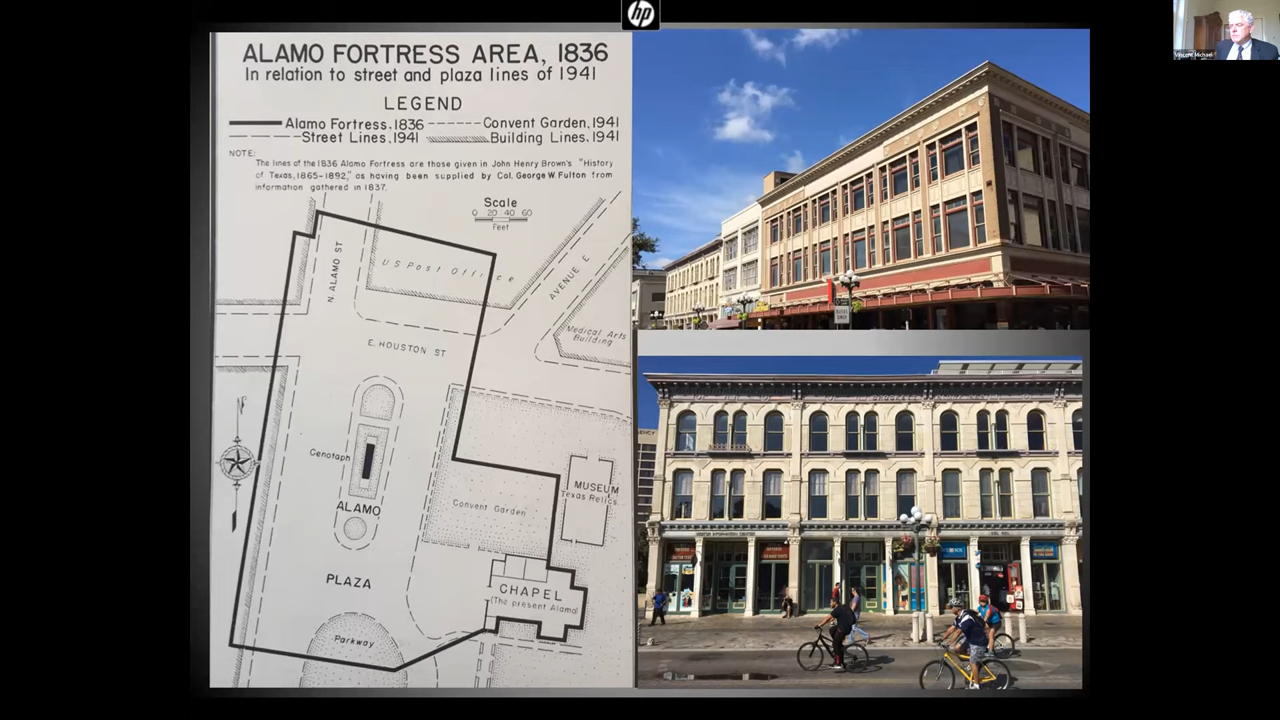 hp
Vincent Michael
ALAMO FORTRESS AREA, 1836
In relation to street and plaza lines of 1941
LEGEND
Alamo Fortress, 1836
Convent Garden, 1941
Street Lines, 1941
Building Lines, 1941
NOTE:
The lines of the 1836 Alamo Fortress are those given in John Henry Brown's "History
of Texas, 1865-1892," as having been supplied by Col. George W. Fulton from
information gathered in 1837.
Scale
0 20 40 60
Feet
N. ALAMO ST
US Post Office
AVENUE E
Medical Arts
Building
E. HOUSTON ST
Cenotaph
MUSEUM
Texas Relics
ALAMO
Convent Garden
PLAZA
CHAPEL
(The present Alamo)
Parkway